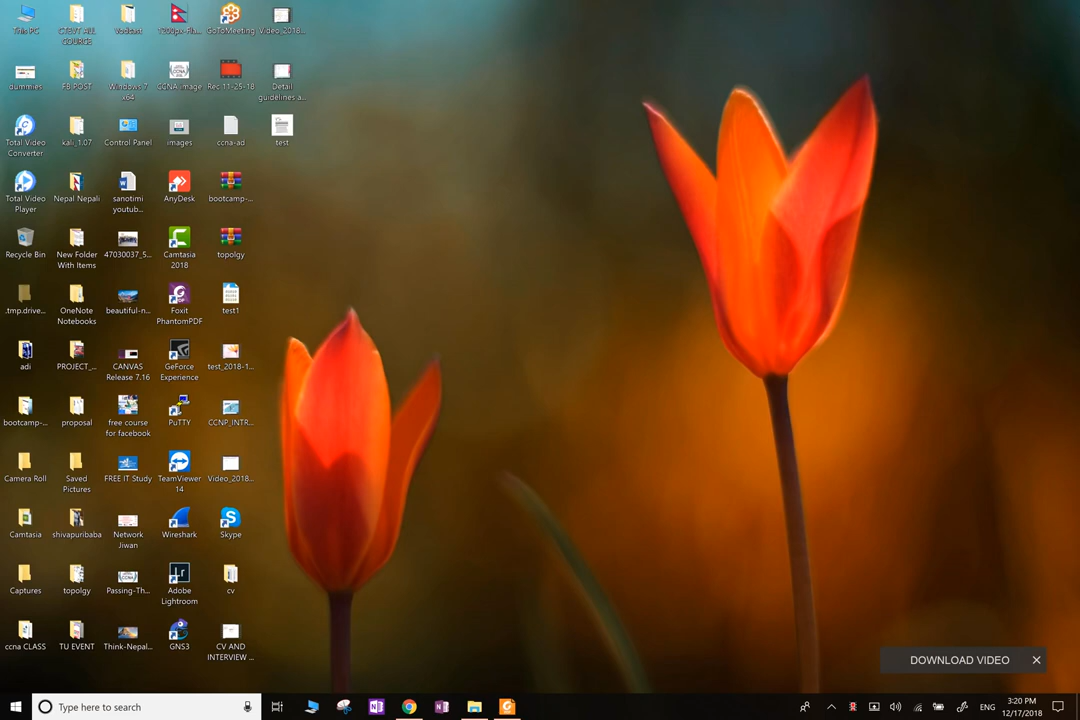 This PC
CTEVT ALL
COURCE
Vodcast
1200px-Fla...
GoToMeeting
Video_2018...
dummies
FB POST
Windows 7
x64
CCNA image
Rec 11-25-18
Detail
guidelines a...
Total Video
Converter
kali_1.07
Control Panel
images
ccna-ad
test
Total Video
Player
Nepal Nepali
sanotimi
youtub...
AnyDesk
bootcamp-...
Recycle Bin
New Folder
With Items
47030037_5...
Camtasia
2018
topolgy
.tmp.drive...
OneNote
Notebooks
beautiful-n...
Foxit
PhantomPDF
test1
adi
PROJECT_...
CANVAS
Release 7.16
GeForce
Experience
test_2018-1...
bootcamp-...
proposal
free course
for facebook
PuTTY
CCNP_INTR...
Camera Roll
Saved
Pictures
FREE IT Study
TeamViewer
14
Video_2018...
Camtasia
shivapuribaba
Network
Jiwan
Wireshark
Skype
Captures
topolgy
Passing-Th...
Adobe
Lightroom
cv
ccna CLASS
TU EVENT
Think-Nepal...
GNS3
CV AND
INTERVIEW ...
DOWNLOAD VIDEO
Type here to search
ENG
3:20 PM
12/17/2018